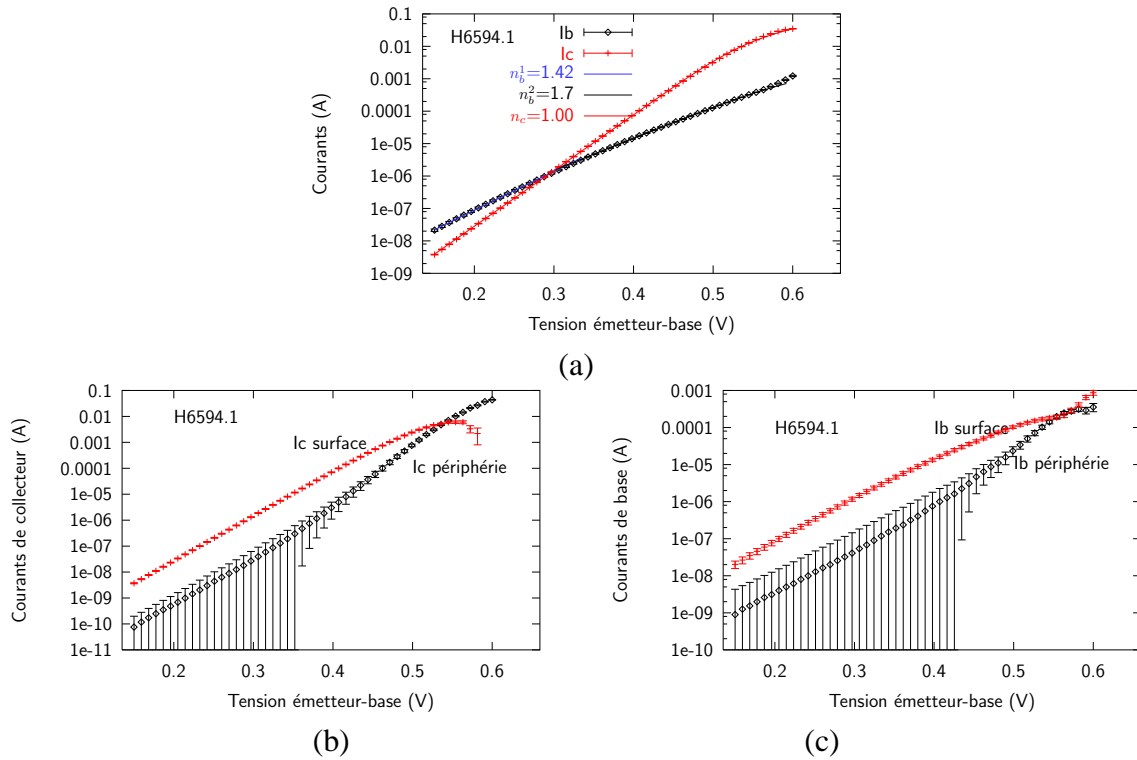 H6594.1
Ib
Ic
n_b^1=1.42
n_b^2=1.7
n_c=1.00
Courants (A)
0.1
0.01
0.001
0.0001
1e-05
1e-06
1e-07
1e-08
1e-09
0.2 0.3 0.4 0.5 0.6
Tension émetteur-base (V)
(a)
H6594.1
Ic surface
Ic périphérie
Courants de collecteur (A)
0.1
0.01
0.001
0.0001
1e-05
1e-06
1e-07
1e-08
1e-09
1e-10
1e-11
0.2 0.3 0.4 0.5 0.6
Tension émetteur-base (V)
(b)
H6594.1
Ib surface
Ib périphérie
Courants de base (A)
0.001
0.0001
1e-05
1e-06
1e-07
1e-08
1e-09
1e-10
0.2 0.3 0.4 0.5 0.6
Tension émetteur-base (V)
(c)